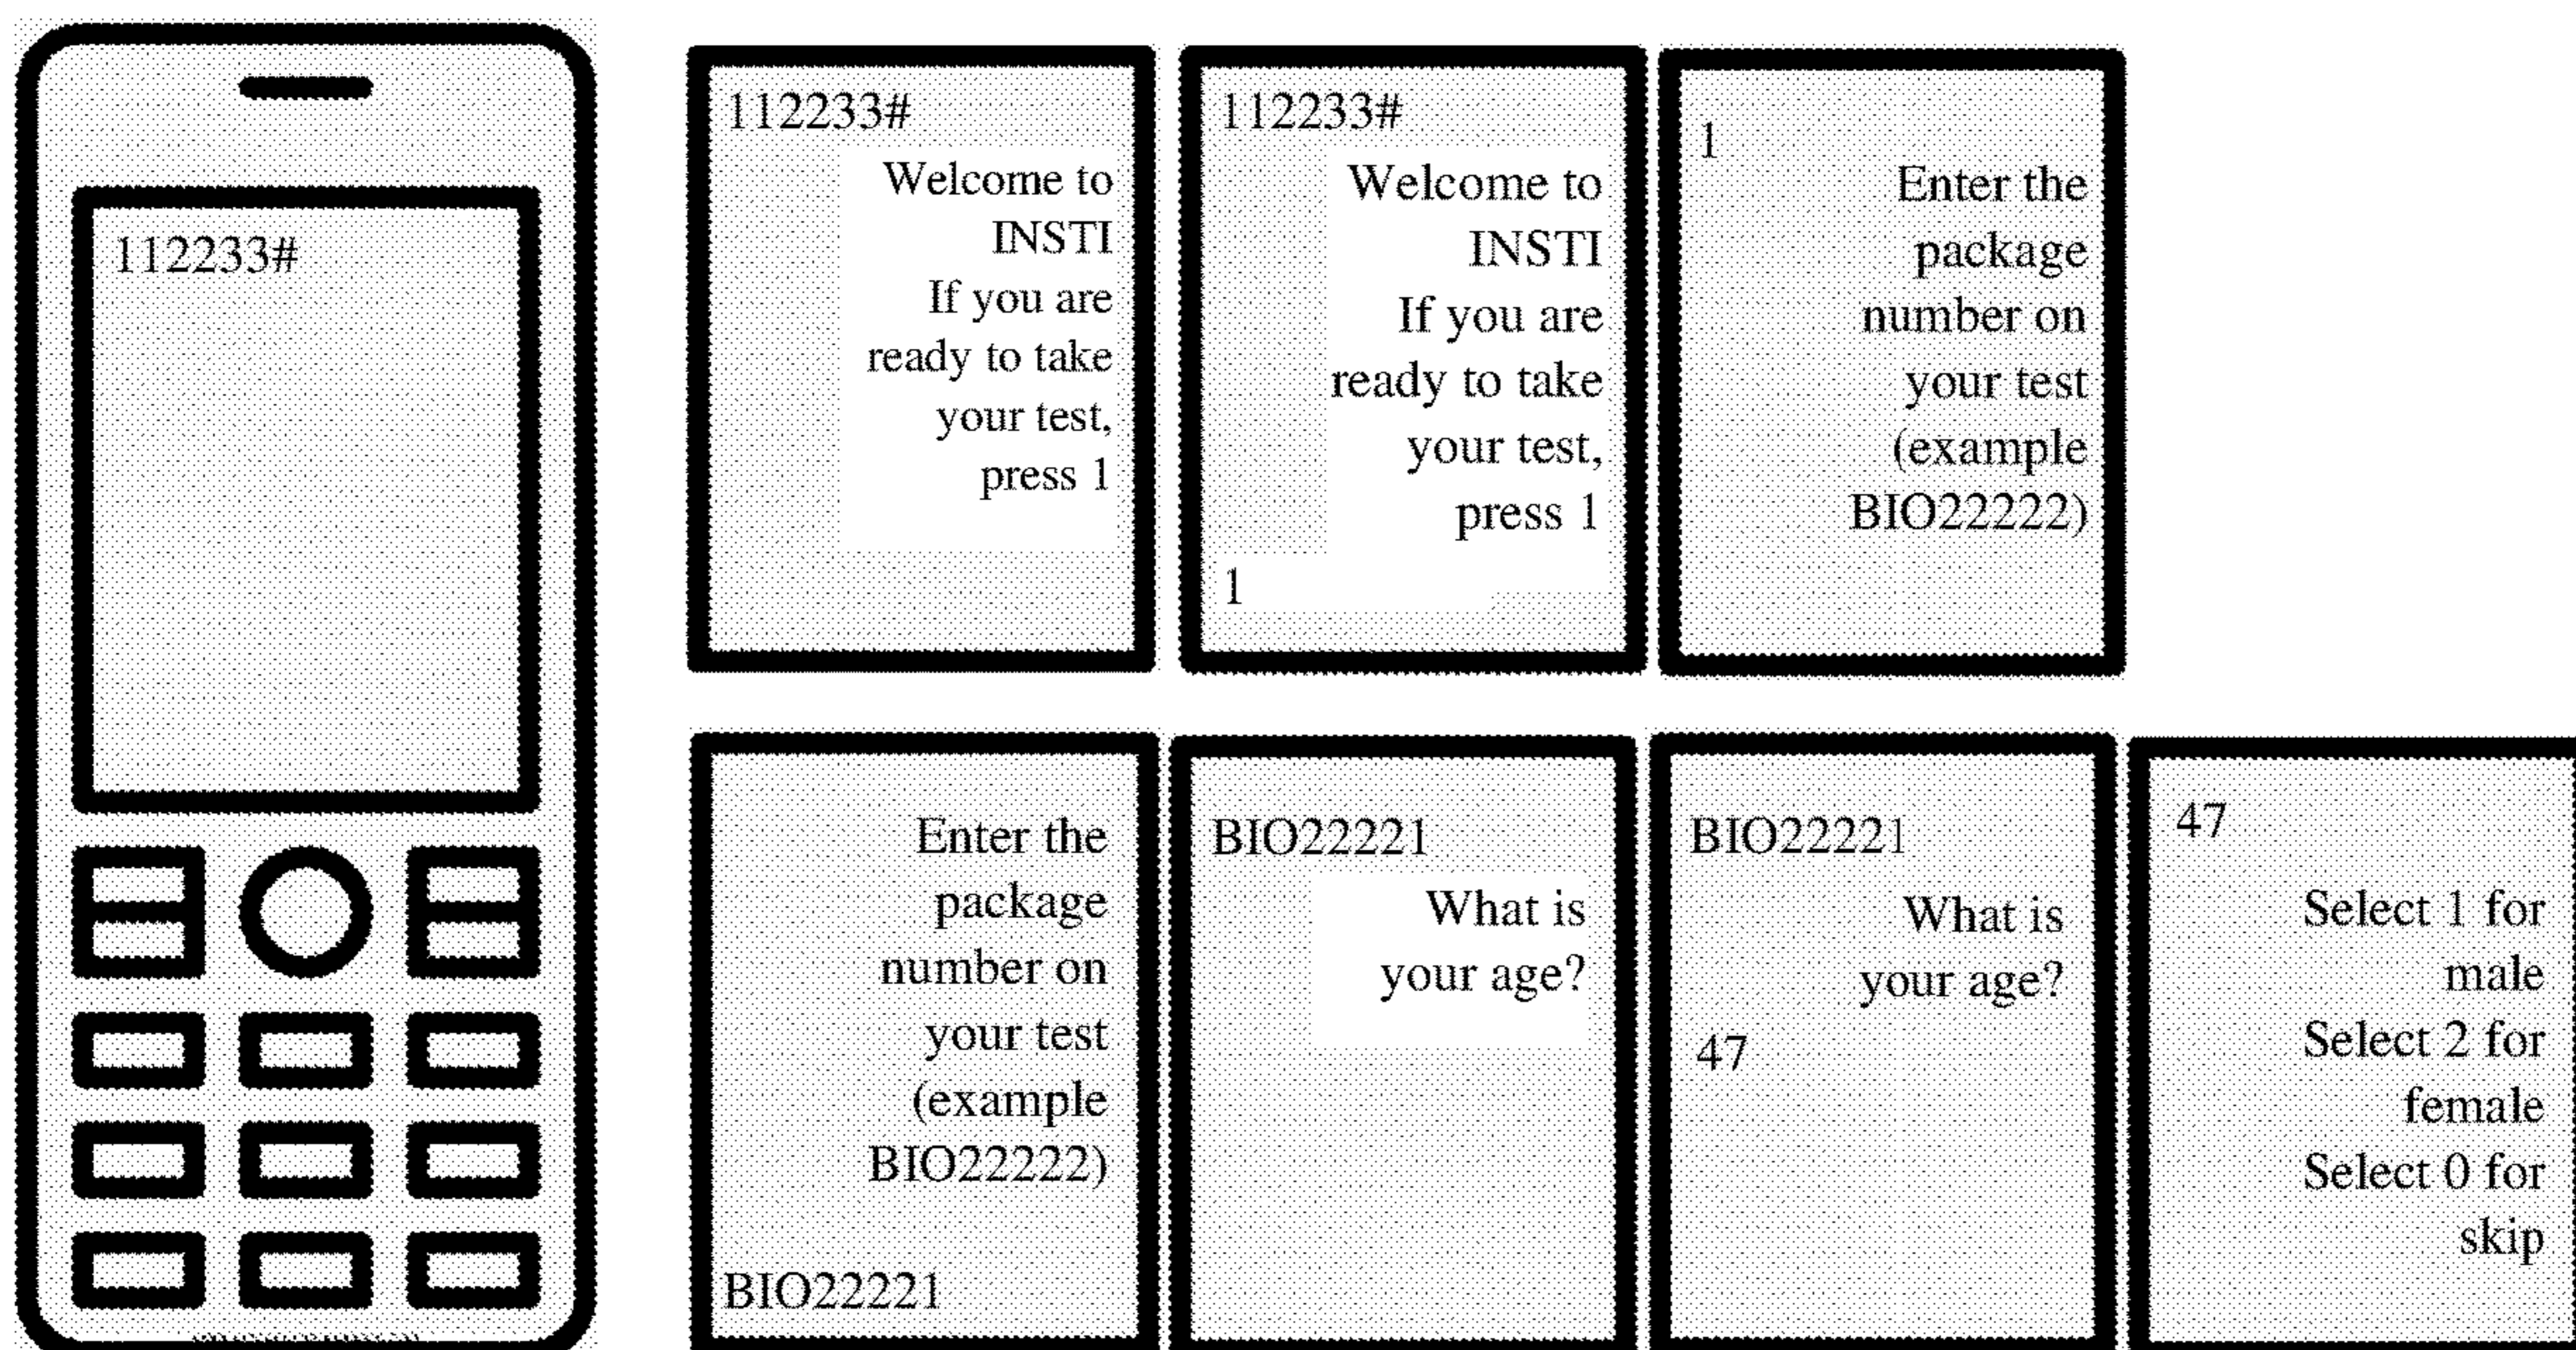 112233#
112233#
Welcome to
INSTI
If you are
ready to take
your test,
press 1
112233#
Welcome to
INSTI
If you are
ready to take
your test,
press 1
1
1
Enter the
package
number on
your test
(example
BIO22222)
Enter the
package
number on
your test
(example
BIO22222)
BIO22221
BIO22221
What is
your age?
BIO22221
What is
your age?
47
47
Select 1 for
male
Select 2 for
female
Select 0 for
skip